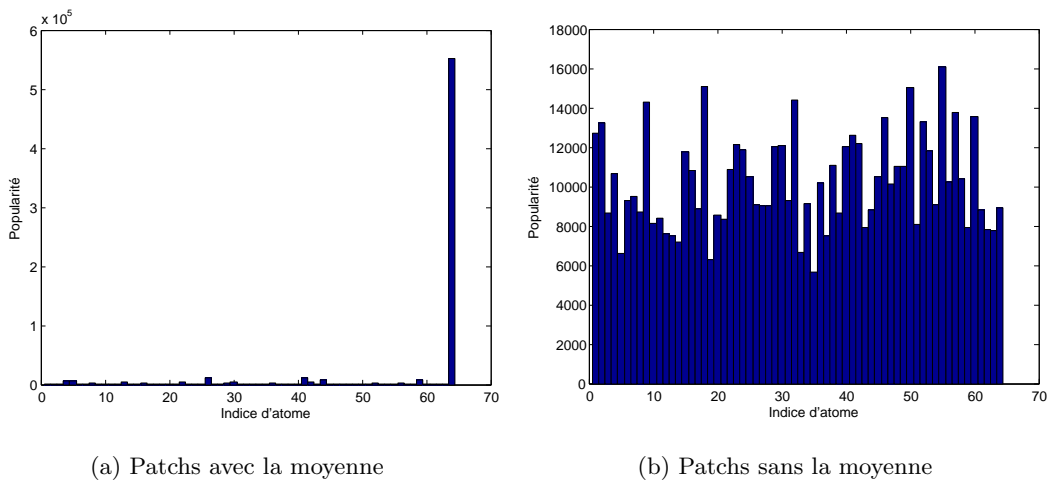 x 10⁵
6
5
4
3
2
1
0
0 10 20 30 40 50 60 70
Popularité
Indice d'atome
(a) Patchs avec la moyenne
18000
16000
14000
12000
10000
8000
6000
4000
2000
0
0 10 20 30 40 50 60 70
Popularité
Indice d'atome
(b) Patchs sans la moyenne